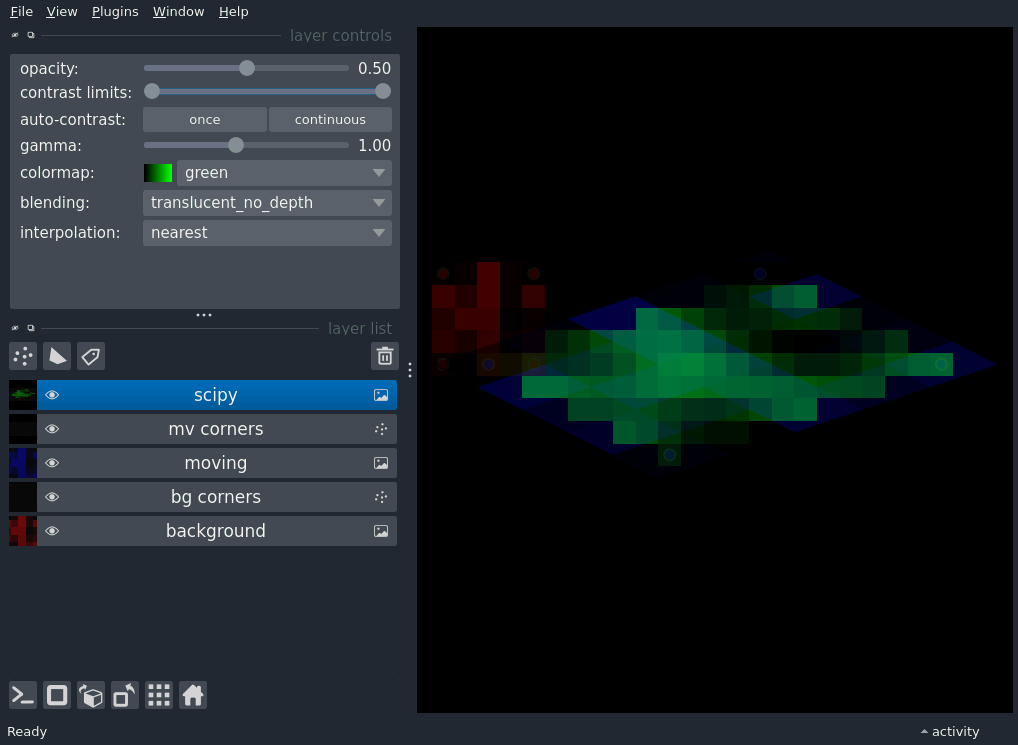 File View Plugins Window Help
layer controls
opacity: 0.50
contrast limits:
auto-contrast: once continuous
gamma: 1.00
colormap: green
blending: translucent_no_depth
interpolation: nearest
layer list
scipy
mv corners
moving
bg corners
background
Ready activity